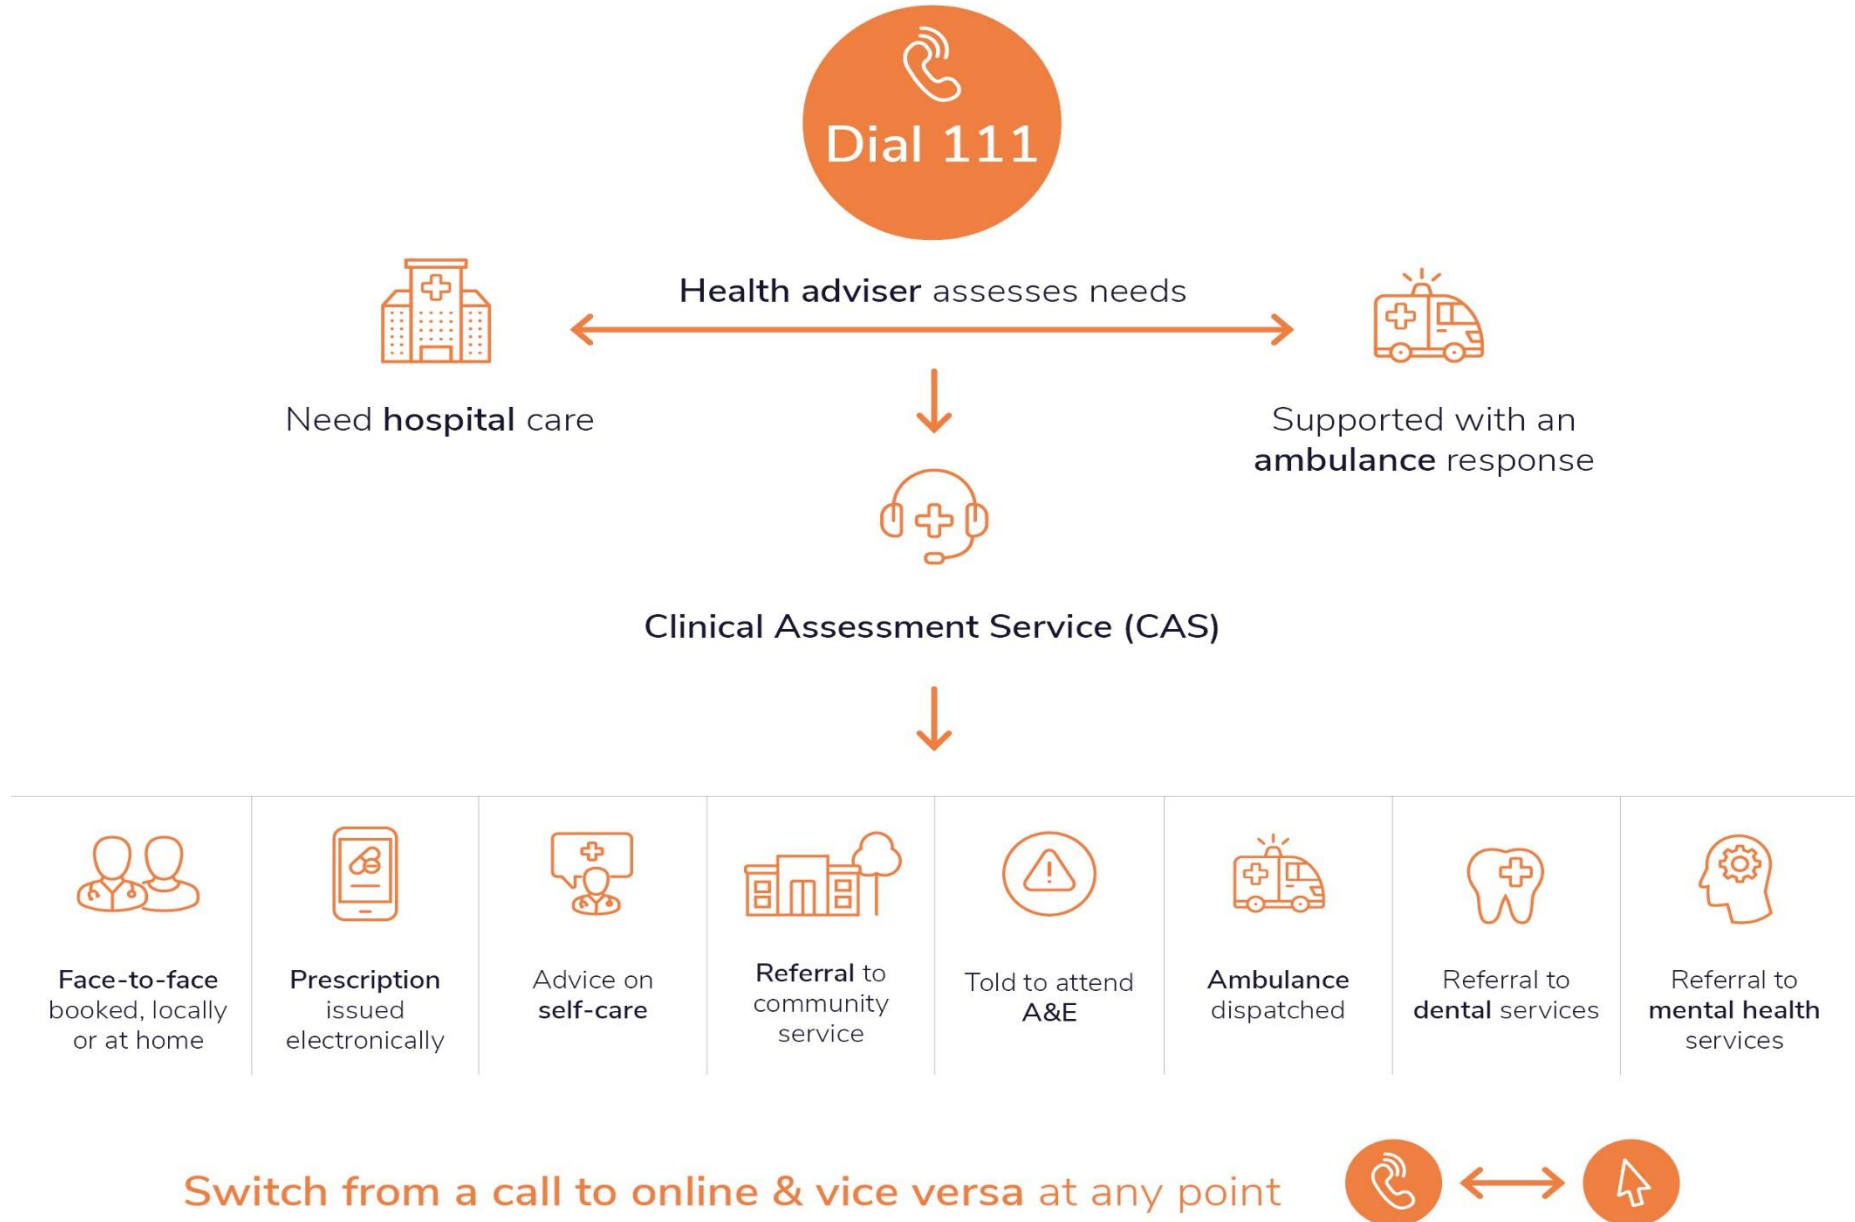 Dial 111
Health adviser assesses needs
Need hospital care
Supported with an
ambulance response
Clinical Assessment Service (CAS)
Face-to-face
booked, locally
or at home
Prescription
issued
electronically
Advice on
self-care
Referral to
community
service
Told to attend
A&E
Ambulance
dispatched
Referral to
dental services
Referral to
mental health
services
Switch from a call to online & vice versa at any point